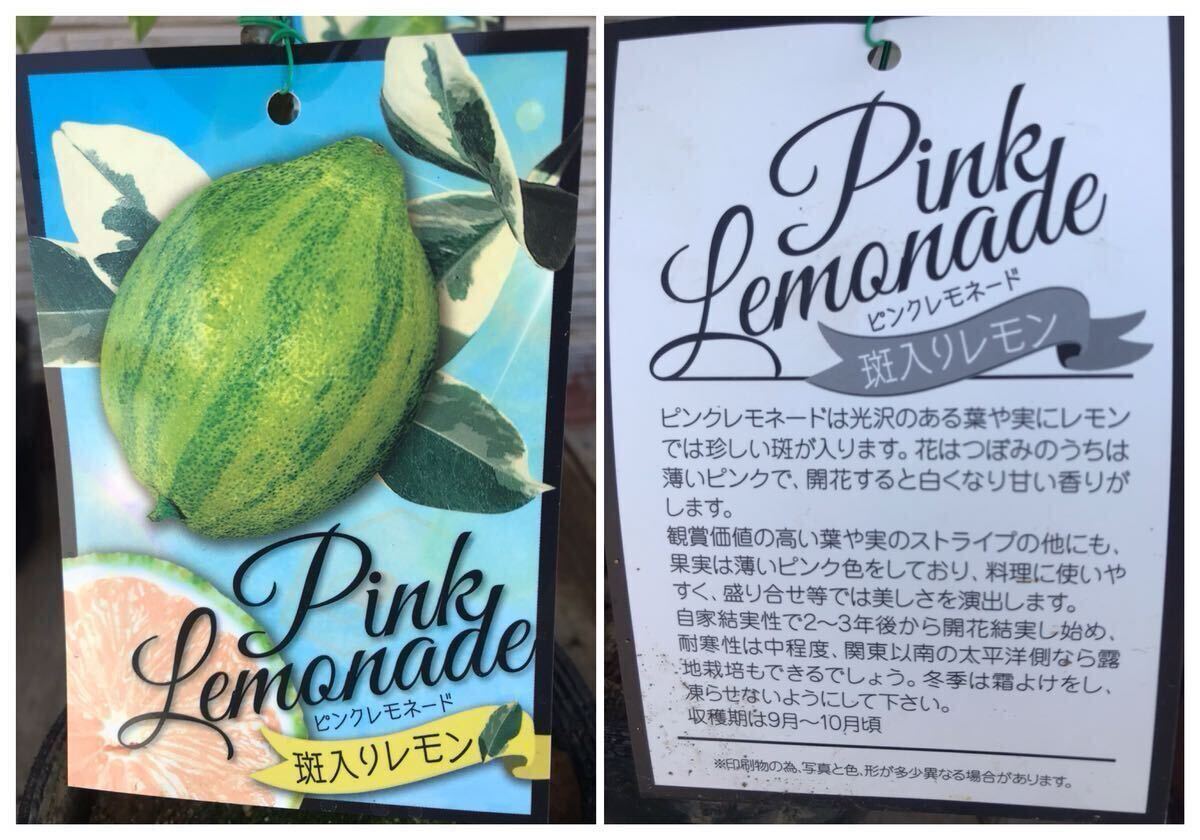 Pink
Lemonade
ピンクレモネード
斑入りレモン
Pink
Lemonade
ピンクレモネード
斑入りレモン
ピンクレモネードは光沢のある葉や実にレモン
では珍しい斑が入ります。花はつぼみのうちは
薄いピンクで、開花すると白くなり甘い香りが
します。
観賞価値の高い葉や実のストライプの他にも、
果実は薄いピンク色をしており、料理に使いや
すく、盛り合せ等では美しさを演出します。
自家結実性で2〜3年後から開花結実し始め、
耐寒性は中程度、関東以南の太平洋側なら露
地栽培もできるでしょう。冬季は霜よけをし、
凍らせないようにして下さい。
収穫期は9月〜10月頃
※印刷物の為、写真と色、形が多少異なる場合があります。